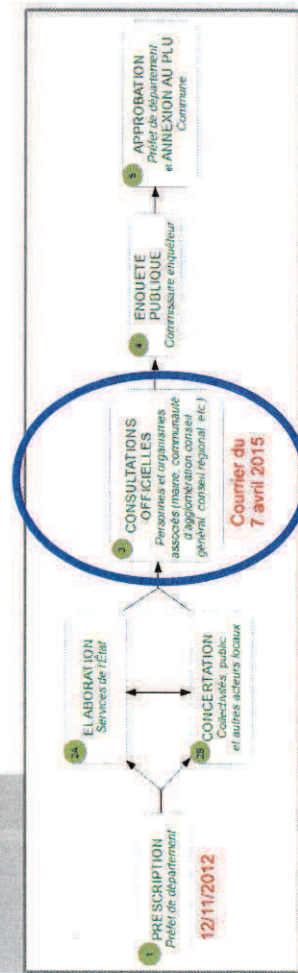 1
PRESCRIPTION
Préfet de département
12/11/2012
2A
ELABORATION
Services de l'État
2B
CONCERTATION
Collectivités, public
et autres acteurs locaux
3
CONSULTATIONS
OFFICIELLES
Personnes et organismes
associés (mairie, communauté
d'agglomération conseil
général conseil régional etc)
Courrier du
7 avril 2015
4
ENQUETE
PUBLIQUE
Commissaire enquêteur
5
APPROBATION
Préfet de département
et ANNEXION AU PLU
Commune